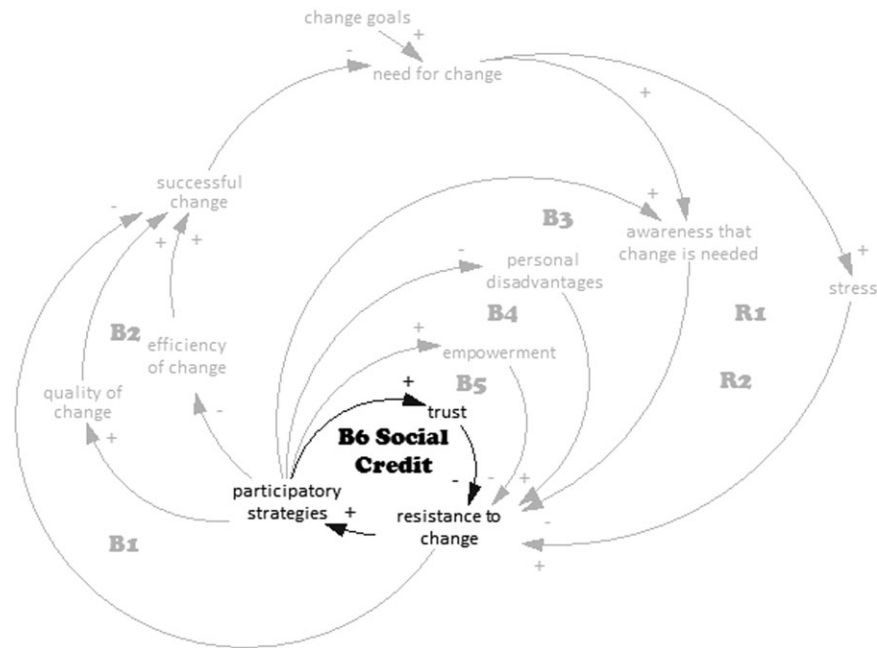 change goals
+
-
need for change
+
successful
change
-
+
+
+
B3
awareness that
change is needed
-
personal
disadvantages
+
stress
B4
R1
B2
efficiency
of change
+
empowerment
B5
R2
quality of
change
+
-
+
trust
B6 Social
Credit
participatory
strategies
-
-
+
+
resistance to
change
-
+
B1